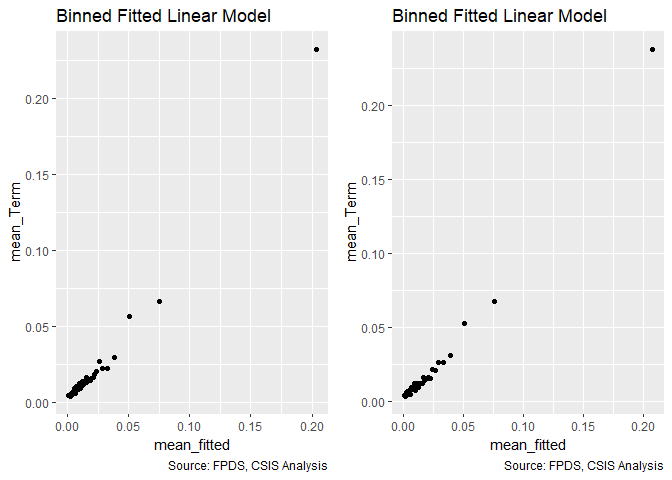 Binned Fitted Linear Model
mean_Term
0.20
0.15
0.10
0.05
0.00
0.00 0.05 0.10 0.15 0.20
mean_fitted
Source: FPDS, CSIS Analysis
Binned Fitted Linear Model
mean_Term
0.20
0.15
0.10
0.05
0.00
0.00 0.05 0.10 0.15 0.20
mean_fitted
Source: FPDS, CSIS Analysis